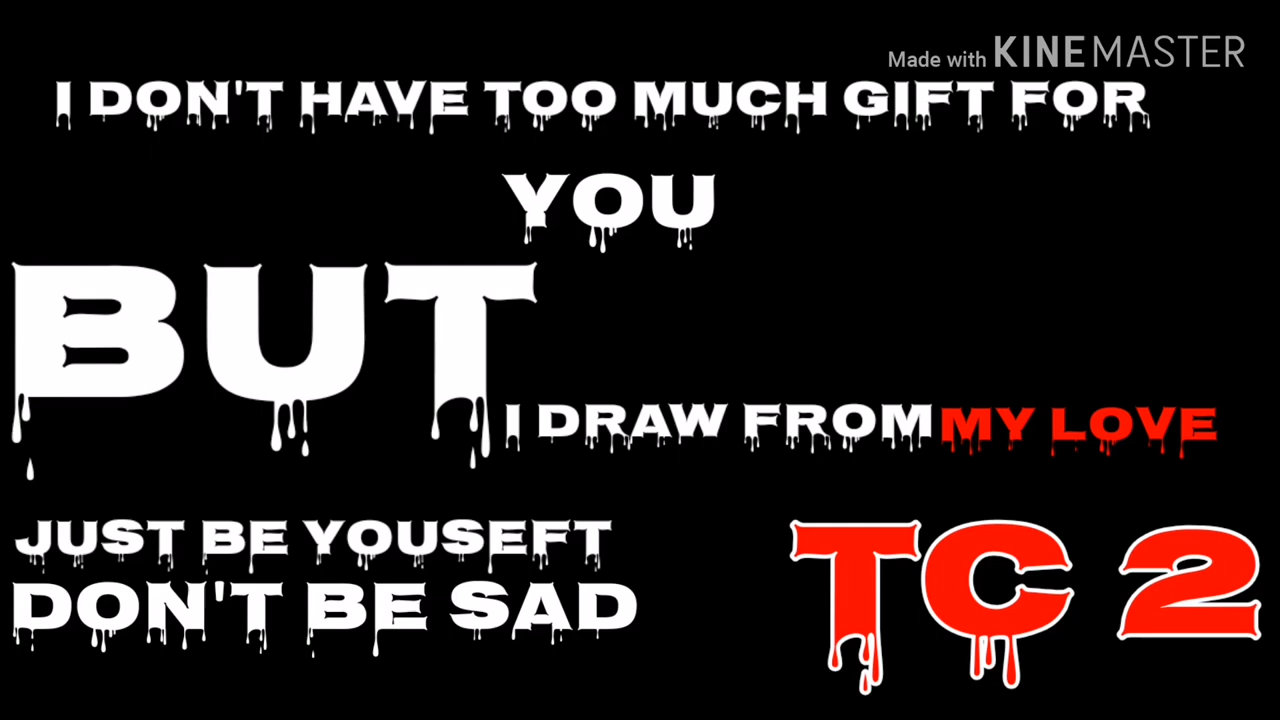 Made with KINEMASTER
I DON'T HAVE TOO MUCH GIFT FOR
YOU
BUT
I DRAW FROM MY LOVE
JUST BE YOUSEFT
DON'T BE SAD
TC 2